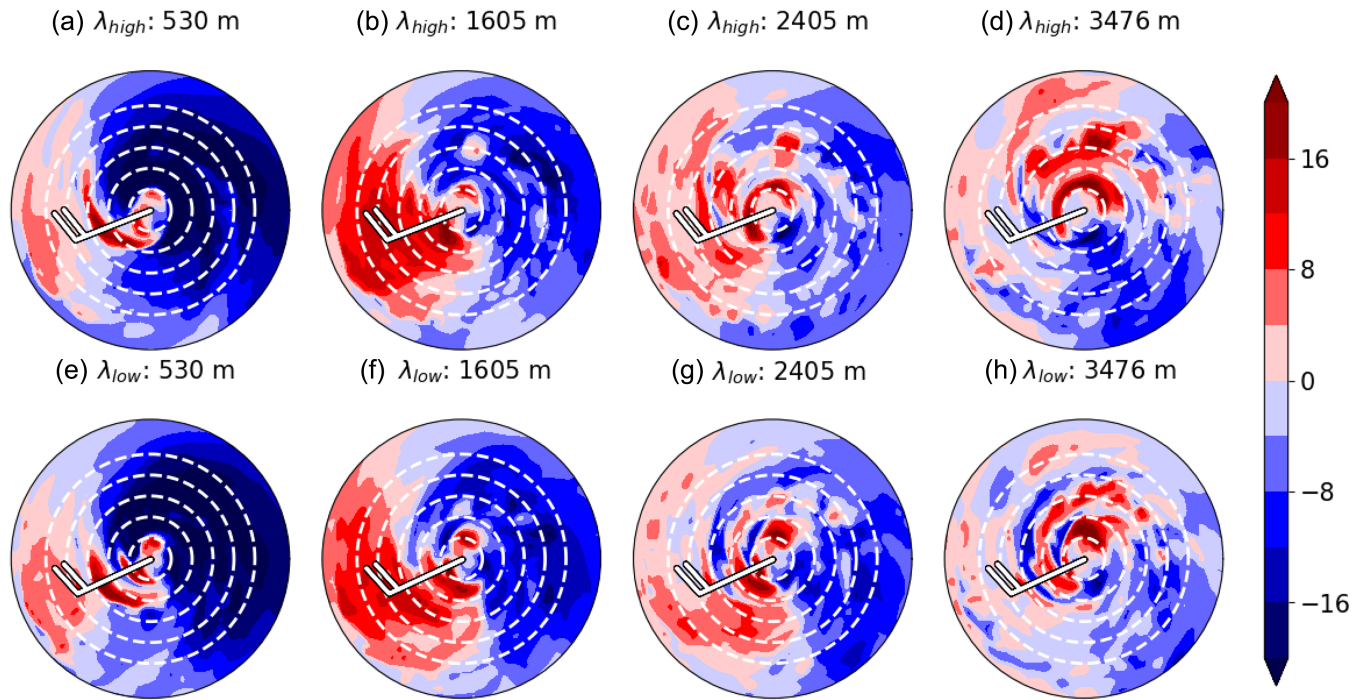 (a) λhigh: 530 m
(b) λhigh: 1605 m
(c) λhigh: 2405 m
(d) λhigh: 3476 m
(e) λlow: 530 m
(f) λlow: 1605 m
(g) λlow: 2405 m
(h) λlow: 3476 m
16
8
0
−8
−16